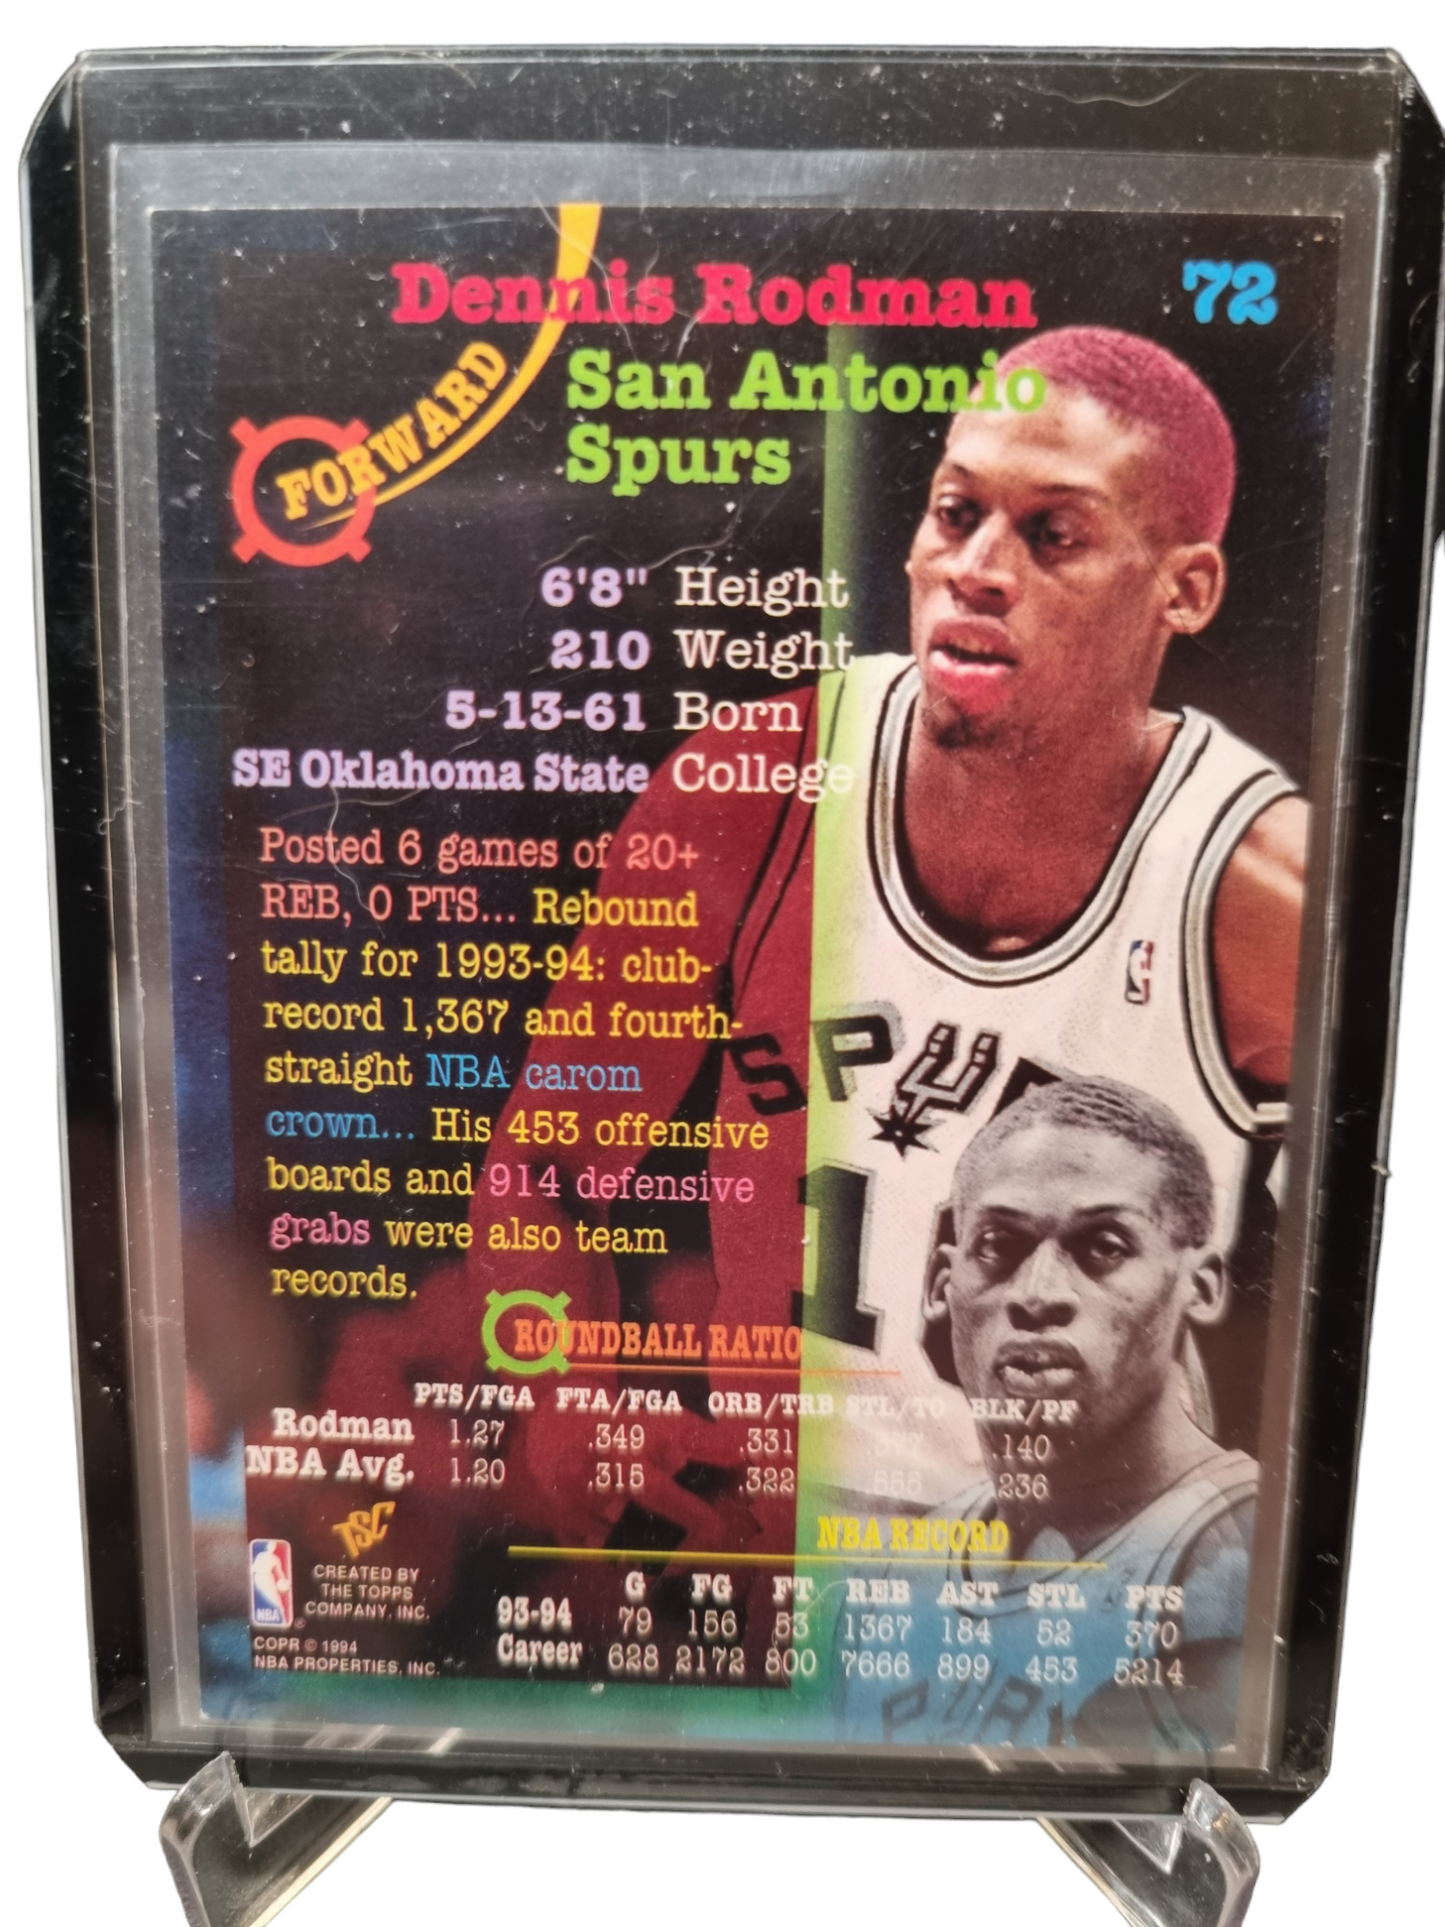 Dennis Rodman 72
San Antonio
Spurs
FORWARD
6'8" Height
210 Weight
5-13-61 Born
SE Oklahoma State College
Posted 6 games of 20+
REB, 0 PTS... Rebound
tally for 1993-94: club-
record 1,367 and fourth-
straight NBA carom
crown... His 453 offensive
boards and 914 defensive
grabs were also team
records.
SPU
1
ROUNDBALL RATIO
PTS/FGA FTA/FGA ORB/TRB STL/TO BLK/PF
Rodman 1.27 .349 .331 .140
NBA Avg. 1.20 .315 .322 .555 .236
NBA RECORD
G FG FT REB AST STL PTS
93-94 79 156 53 1367 184 52 370
Career 628 2172 800 7666 899 453 5214
TSC
NBA
CREATED BY
THE TOPPS
COMPANY, INC.
COPR © 1994
NBA PROPERTIES, INC.